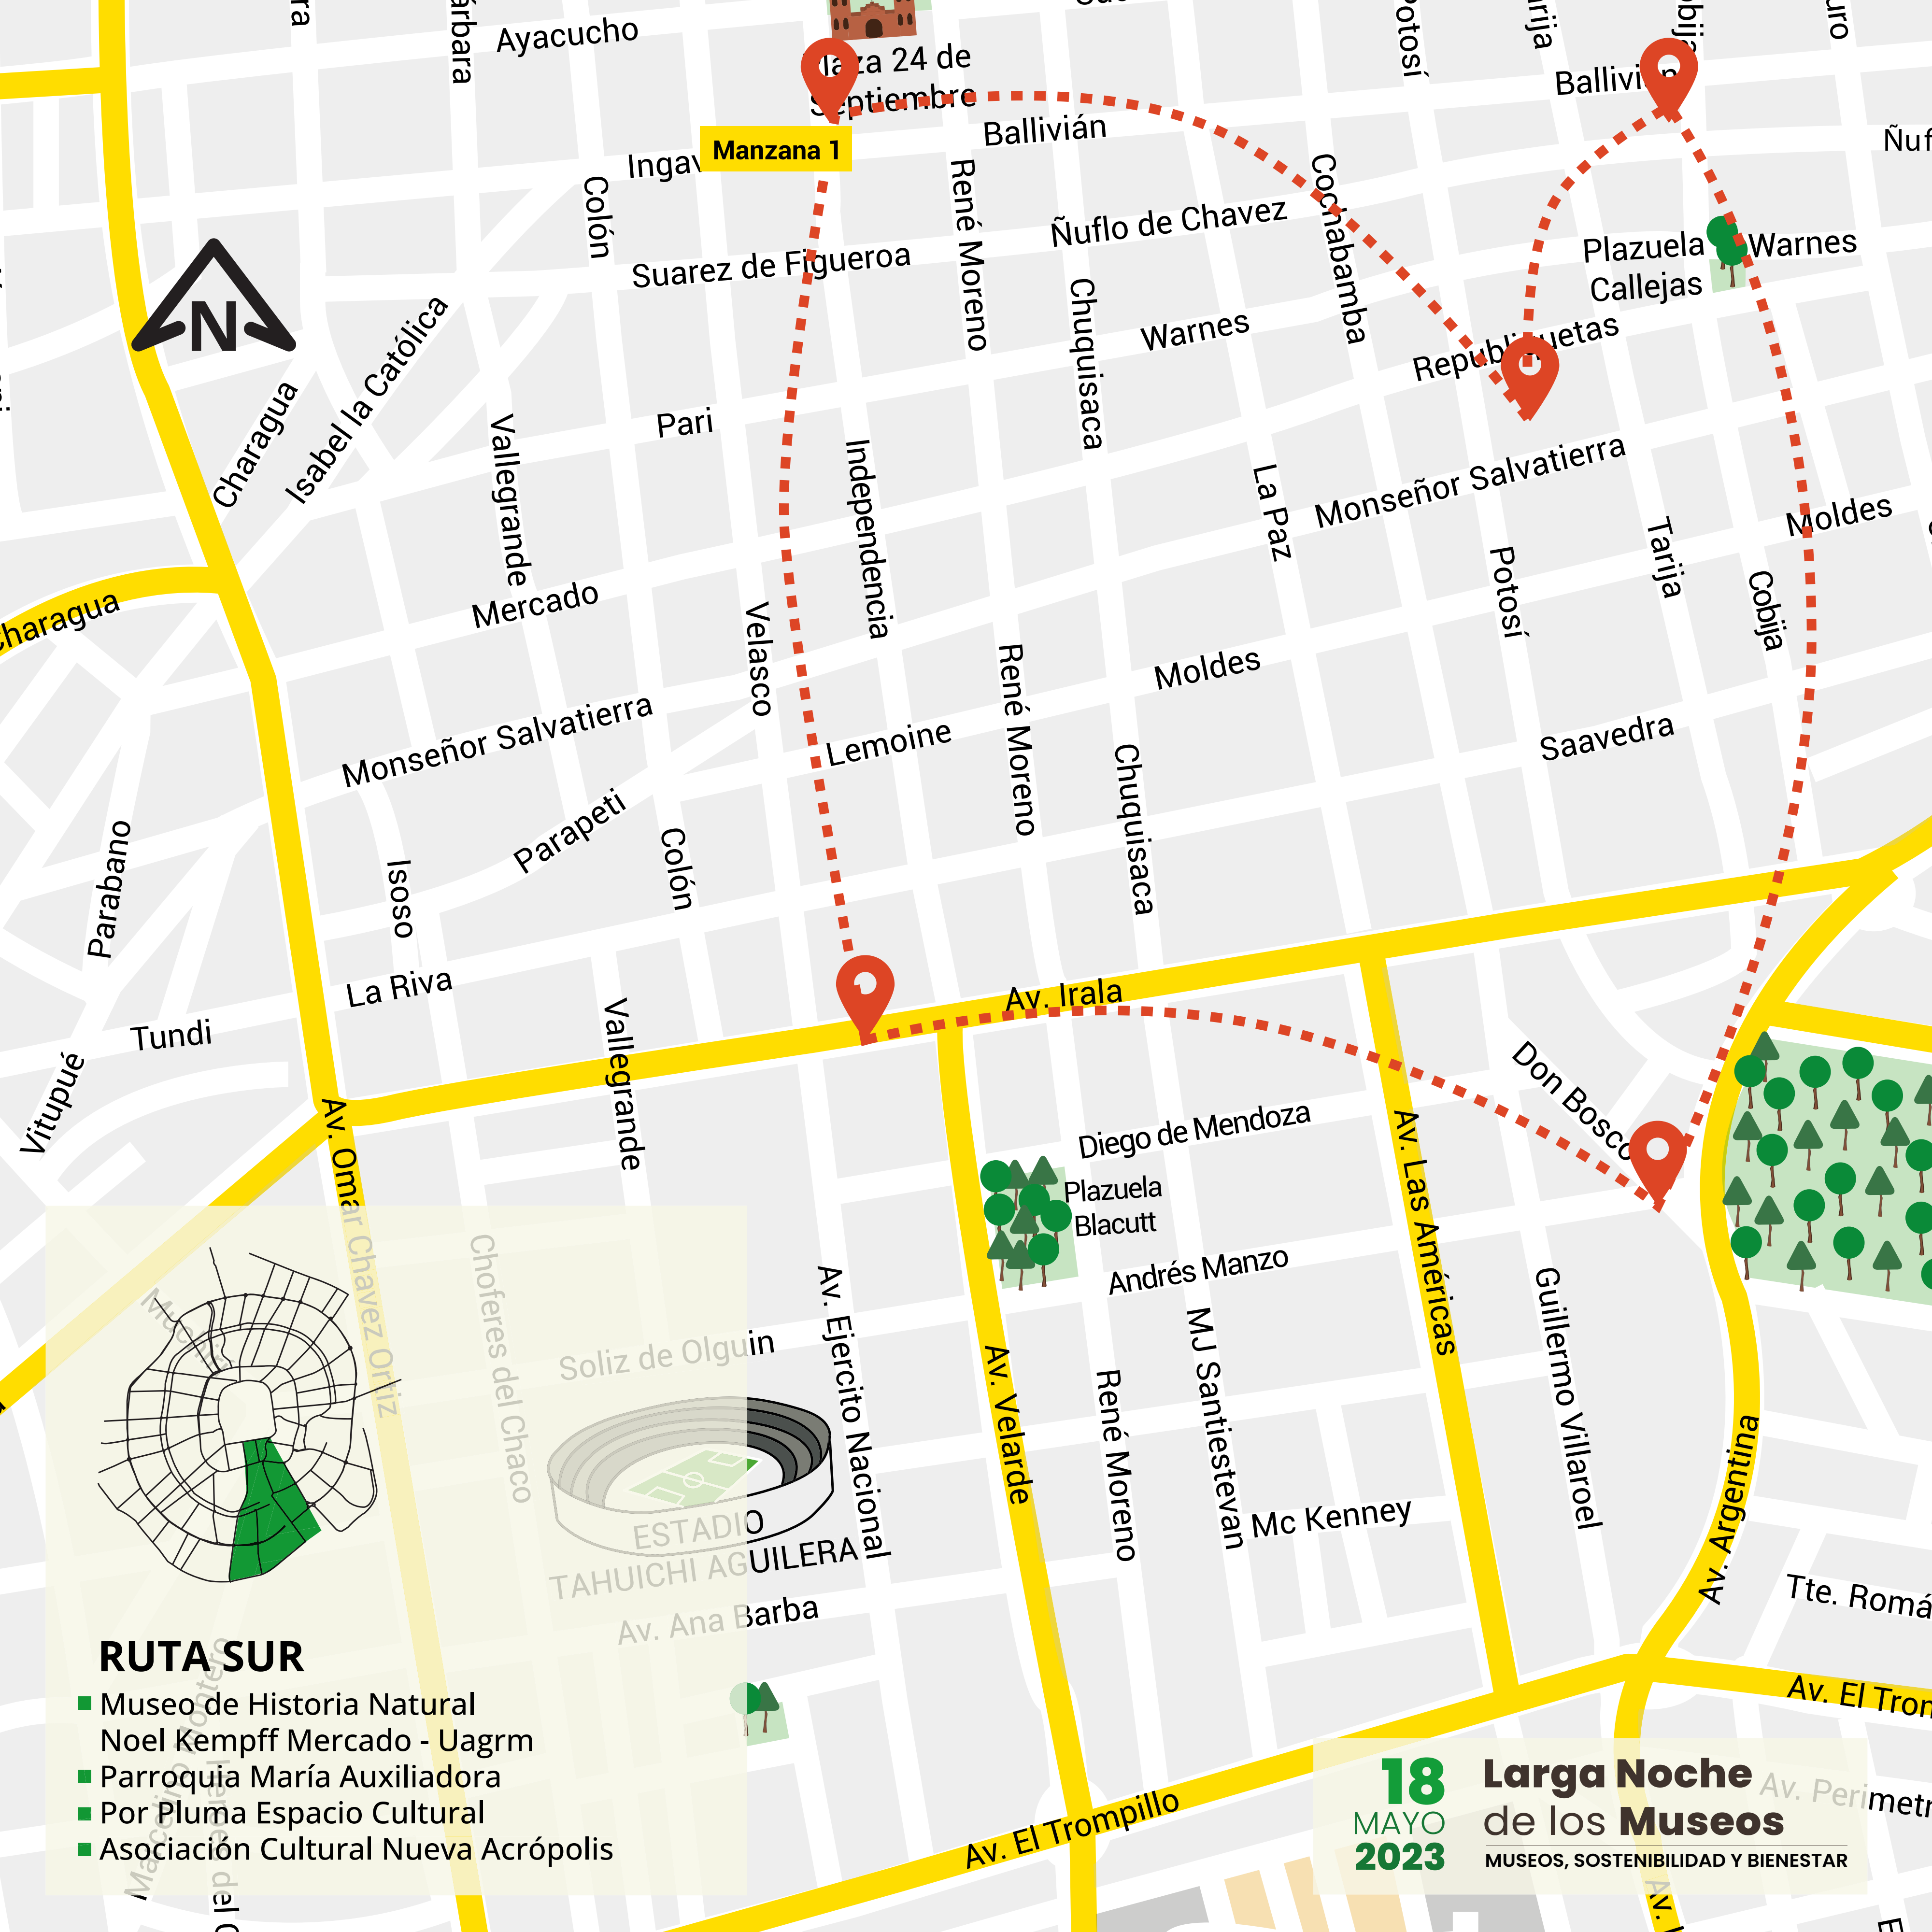 Ayacucho
Plaza 24 de
Septiembre
Manzana 1
Ballivián
Potosí
Ballivián
Colón
René Moreno
Cochabamba
Ñuflo de Chavez
Suarez de Figueroa
Plazuela
Callejas
Warnes
N
Charagua
Isabel la Católica
Chuquisaca
Warnes
Republiquetas
Pari
Vallegrande
Independencia
La Paz
Monseñor Salvatierra
Moldes
Potosí
Tarija
Cobija
Charagua
Mercado
Velasco
René Moreno
Moldes
Monseñor Salvatierra
Lemoine
Saavedra
Parapeti
Colón
Chuquisaca
Parabano
Isoso
La Riva
Av. Irala
Tundi
Vallegrande
Vitupué
Don Bosco
Av. Omar Chavez Ortiz
Diego de Mendoza
Plazuela
Blacutt
Av. Las Américas
Andrés Manzo
Choferes del Chaco
Soliz de Olguin
Av. Ejercito Nacional
Av. Velarde
René Moreno
MJ Santiestevan
Guillermo Villaroel
Av. Argentina
Mc Kenney
ESTADIO
TAHUICHI AGUILERA
Av. Ana Barba
Tte. Romá
Av. El Trom
Av. El Trompillo
Av. Perimetr
RUTA SUR
Museo de Historia Natural
Noel Kempff Mercado - Uagrm
Parroquia María Auxiliadora
Por Pluma Espacio Cultural
Asociación Cultural Nueva Acrópolis
18
MAYO
2023
Larga Noche
de los Museos
MUSEOS, SOSTENIBILIDAD Y BIENESTAR